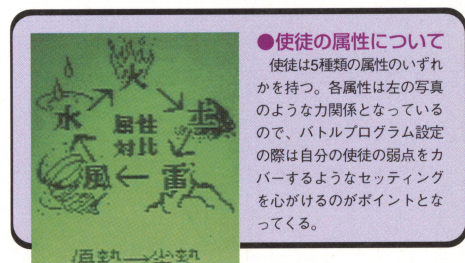 ●使徒の属性について
使徒は5種類の属性のいずれ
かを持つ。各属性は左の写真
のような力関係となっている
ので、バトルプログラム設定
の際は自分の使徒の弱点をカ
バーするようなセッティング
を心がけるのがポイントとな
ってくる。
火
水
土
属性
対比
風
雷